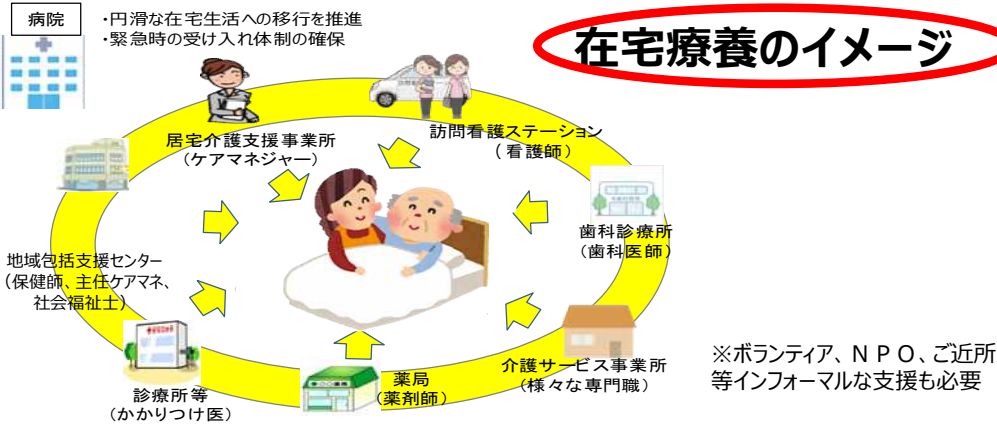 病院
・円滑な在宅生活への移行を推進
・緊急時の受け入れ体制の確保
在宅療養のイメージ
居宅介護支援事業所
(ケアマネジャー)
訪問看護ステーション
(看護師)
歯科診療所
(歯科医師)
地域包括支援センター
(保健師、主任ケアマネ、
社会福祉士)
介護サービス事業所
(様々な専門職)
薬局
(薬剤師)
診療所等
(かかりつけ医)
※ボランティア、ＮＰＯ、ご近所
等インフォーマルな支援も必要